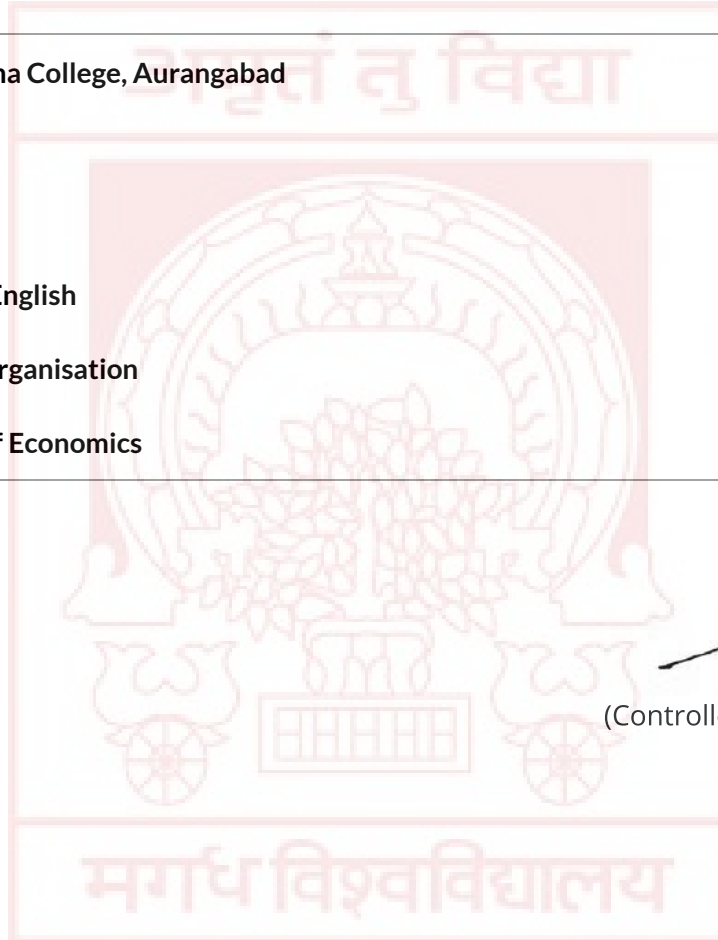 अमृतं तु विद्या
na College, Aurangabad
English
rganisation
f Economics
(Controll
मगध विश्वविद्यालय